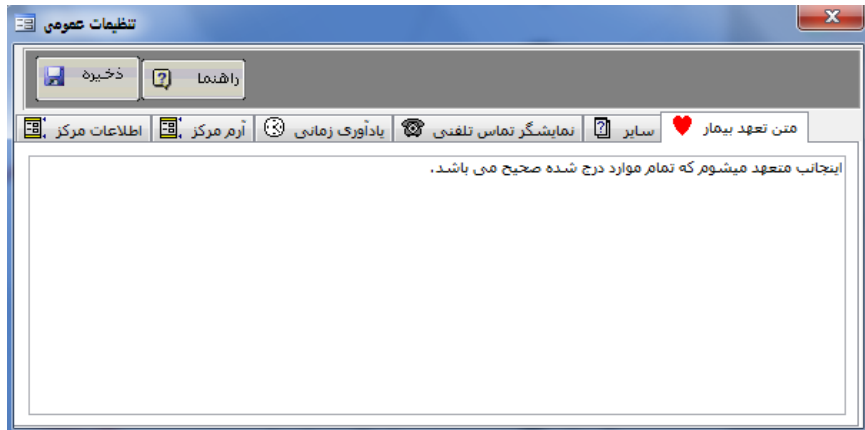 تنظیمات عمومی
راهنما
ذخیره
متن تعهد بیمار
سایر
نمایشگر تماس تلفنی
یادآوری زمانی
آرم مرکز
اطلاعات مرکز
اینجانب متعهد میشوم که تمام موارد درج شده صحیح می باشد.